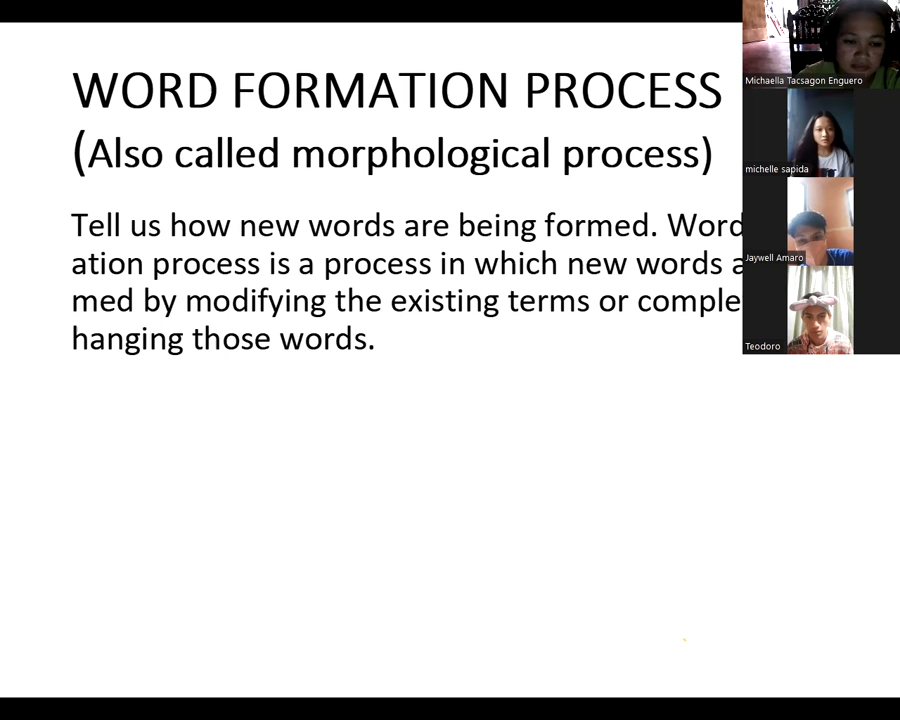 WORD FORMATION PROCESS
(Also called morphological process)
Tell us how new words are being formed. Word
ation process is a process in which new words a
med by modifying the existing terms or comple
hanging those words.
Michaella Tacsagon Enguero
michelle sapida
Jaywell Amaro
Teodoro